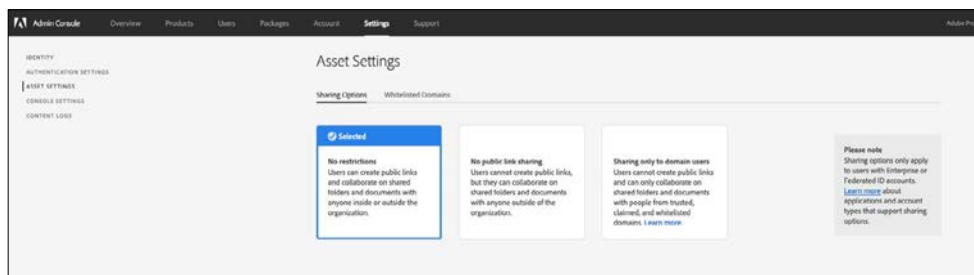 Admin Console Overview Products Users Packages Account Settings Support Adobe Pro
IDENTITY
AUTHENTICATION SETTINGS
ASSET SETTINGS
CONSOLE SETTINGS
CONTENT LOGS
Asset Settings
Sharing Options Whitelisted Domains
Selected
No restrictions
Users can create public links
and collaborate on shared
folders and documents with
anyone inside or outside the
organization.
No public link sharing
Users cannot create public links,
but they can collaborate on
shared folders and documents
with anyone outside of the
organization.
Sharing only to domain users
Users cannot create public links
and can only collaborate on
shared folders and documents
with people from trusted,
claimed, and whitelisted
domains. Learn more.
Please note
Sharing options only apply
to users with Enterprise or
Federated ID accounts.
Learn more about
applications and account
types that support sharing
options.